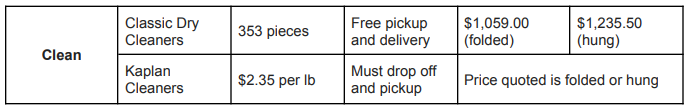 Clean
Classic Dry
Cleaners
353 pieces
Free pickup
and delivery
$1,059.00
(folded)
$1,235.50
(hung)
Kaplan
Cleaners
$2.35 per lb
Must drop off
and pickup
Price quoted is folded or hung